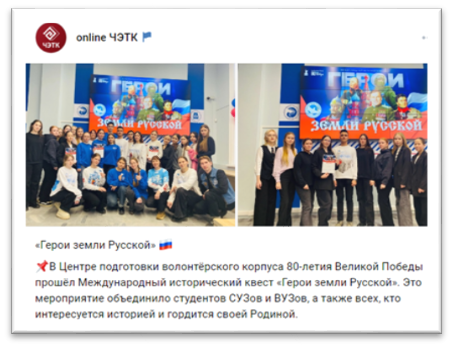 ЧЭТК
online ЧЭТК
ГЕРОИ
ЗЕМЛИ РУССКОЙ
ГЕРОИ
ЗЕМЛИ РУССКОЙ
«Герои земли Русской»
В Центре подготовки волонтёрского корпуса 80-летия Великой Победы
прошёл Международный исторический квест «Герои земли Русской». Это
мероприятие объединило студентов СУЗов и ВУЗов, а также всех, кто
интересуется историей и гордится своей Родиной.